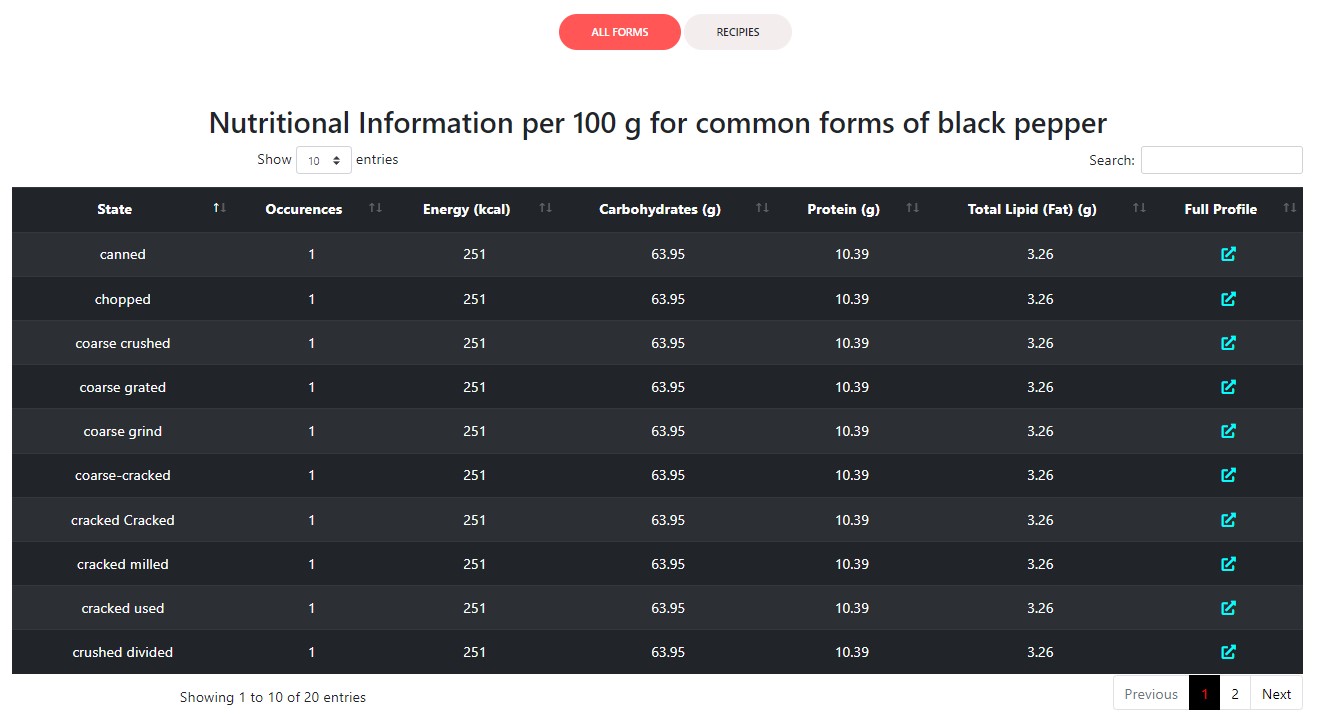 ALL FORMS RECIPIES
Nutritional Information per 100 g for common forms of black pepper
Show 10 entries Search:
State Occurences Energy (kcal) Carbohydrates (g) Protein (g) Total Lipid (Fat) (g) Full Profile
canned 1 251 63.95 10.39 3.26
chopped 1 251 63.95 10.39 3.26
coarse crushed 1 251 63.95 10.39 3.26
coarse grated 1 251 63.95 10.39 3.26
coarse grind 1 251 63.95 10.39 3.26
coarse-cracked 1 251 63.95 10.39 3.26
cracked Cracked 1 251 63.95 10.39 3.26
cracked milled 1 251 63.95 10.39 3.26
cracked used 1 251 63.95 10.39 3.26
crushed divided 1 251 63.95 10.39 3.26
Showing 1 to 10 of 20 entries Previous 1 2 Next